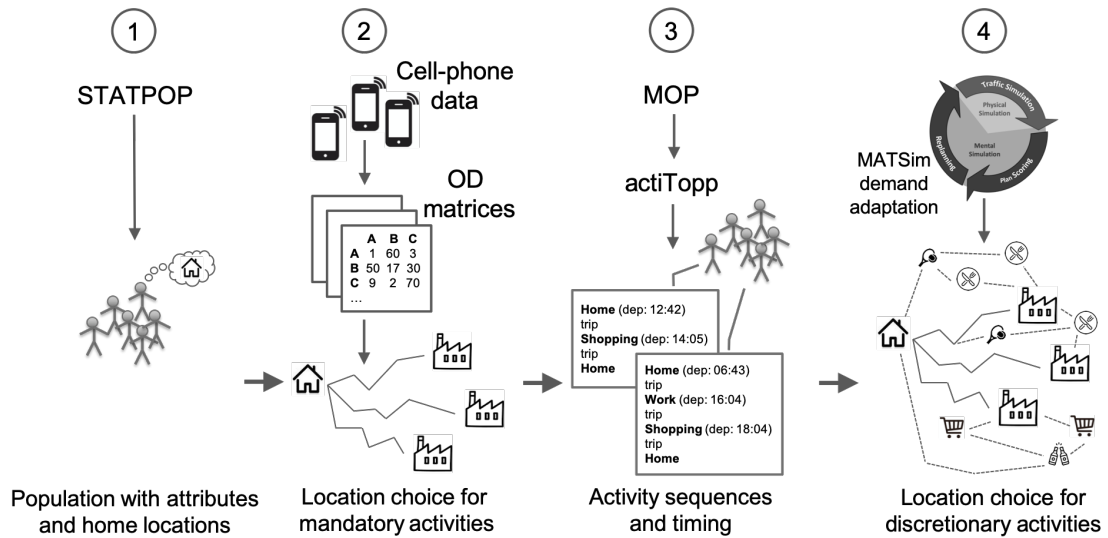 1
STATPOP
Population with attributes
and home locations
2
Cell-phone
data
OD
matrices
A B C
A 1 60 3
B 50 17 30
C 9 2 70
...
Location choice for
mandatory activities
3
MOP
actiTopp
Home (dep: 12:42)
trip
Shopping (dep: 14:05)
trip
Home
Home (dep: 06:43)
trip
Work (dep: 16:04)
trip
Shopping (dep: 18:04)
trip
Home
Activity sequences
and timing
4
Traffic Simulation
Physical
Simulation
Mental
Simulation
Replanning
Plan Scoring
MATSim
demand
adaptation
Location choice for
discretionary activities